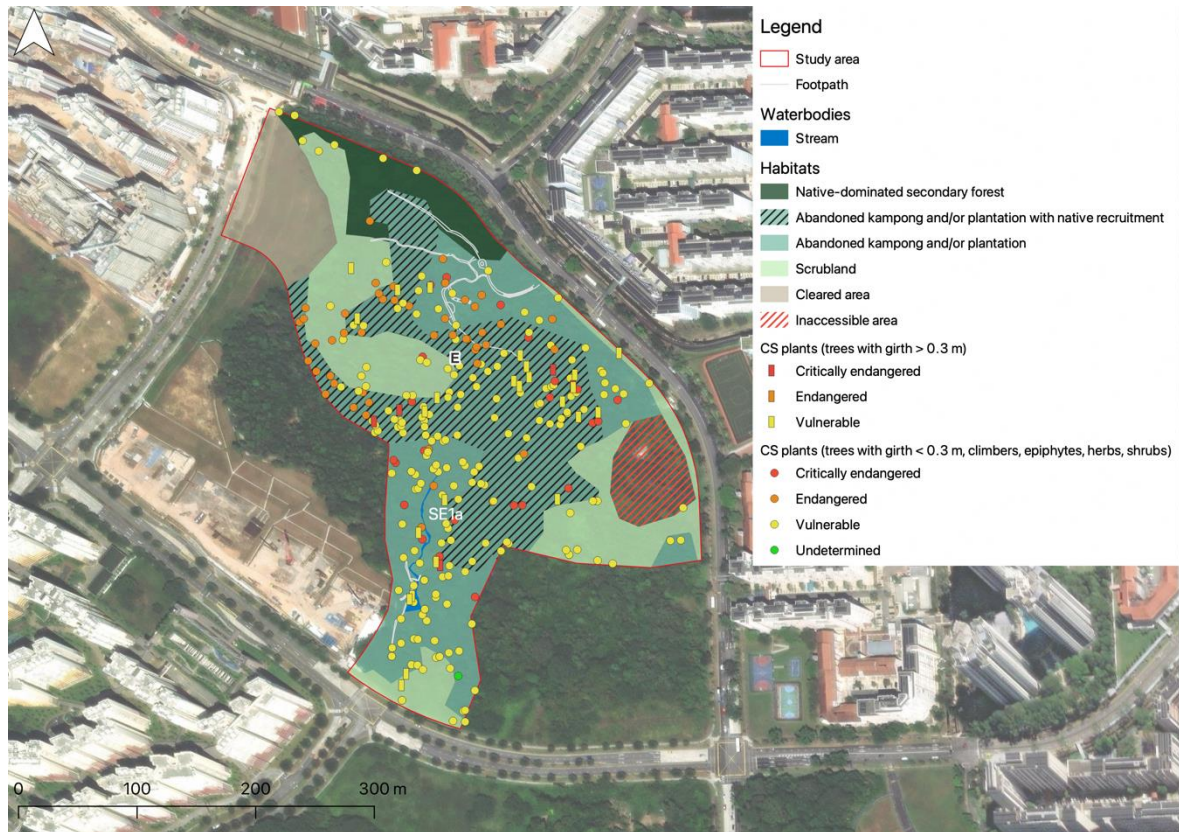 Legend
Study area
Footpath
Waterbodies
Stream
Habitats
Native-dominated secondary forest
Abandoned kampong and/or plantation with native recruitment
Abandoned kampong and/or plantation
Scrubland
Cleared area
Inaccessible area
CS plants (trees with girth > 0.3 m)
Critically endangered
Endangered
Vulnerable
CS plants (trees with girth < 0.3 m, climbers, epiphytes, herbs, shrubs)
Critically endangered
Endangered
Vulnerable
Undetermined
E
SE1a
0 100 200 300 m